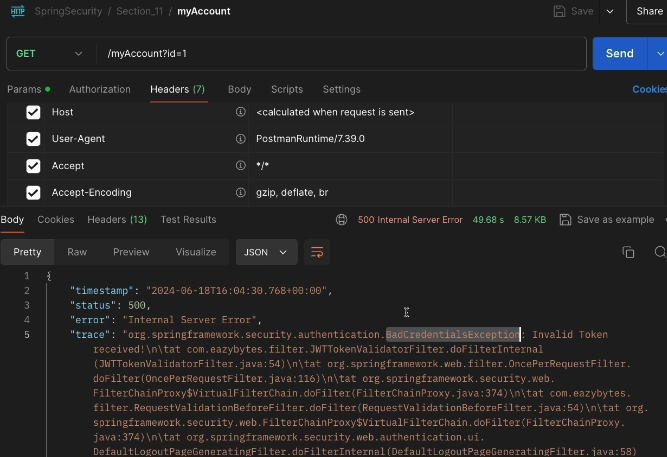 HTTP SpringSecurity / Section_11 / myAccount Save Share
GET /myAccount?id=1 Send
Params Authorization Headers (7) Body Scripts Settings Cookies
Host <calculated when request is sent>
User-Agent PostmanRuntime/7.39.0
Accept */*
Accept-Encoding gzip, deflate, br
Body Cookies Headers (13) Test Results 500 Internal Server Error 49.68 s 8.57 KB Save as example
Pretty Raw Preview Visualize JSON
1 {
2 "timestamp": "2024-06-18T16:04:30.768+00:00",
3 "status": 500,
4 "error": "Internal Server Error",
5 "trace": "org.springframework.security.authentication.BadCredentialsException: Invalid Token
received!\n\tat com.eazybytes.filter.JWTTokenValidatorFilter.doFilterInternal
(JWTTokenValidatorFilter.java:54)\n\tat org.springframework.web.filter.OncePerRequestFilter.
doFilter(OncePerRequestFilter.java:116)\n\tat org.springframework.security.web.
FilterChainProxy$VirtualFilterChain.doFilter(FilterChainProxy.java:374)\n\tat com.eazybytes.
filter.RequestValidationBeforeFilter.doFilter(RequestValidationBeforeFilter.java:54)\n\tat org.
springframework.security.web.FilterChainProxy$VirtualFilterChain.doFilter(FilterChainProxy.
java:374)\n\tat org.springframework.security.web.authentication.ui.
DefaultLogoutPageGeneratingFilter.doFilterInternal(DefaultLogoutPageGeneratingFilter.java:58)